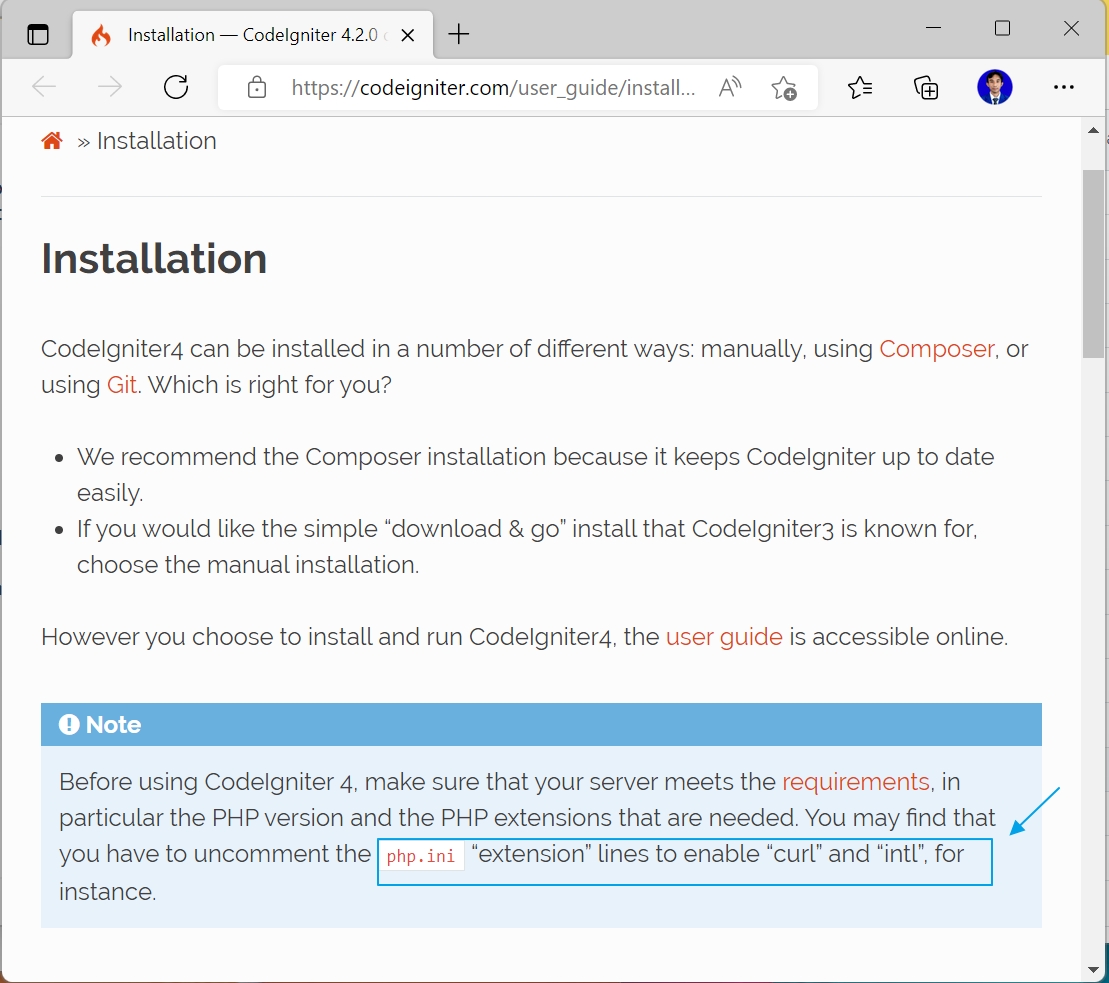 Installation — CodeIgniter 4.2.0
https://codeigniter.com/user_guide/install...
» Installation
Installation
CodeIgniter4 can be installed in a number of different ways: manually, using Composer, or
using Git. Which is right for you?
• We recommend the Composer installation because it keeps CodeIgniter up to date
easily.
• If you would like the simple “download & go” install that CodeIgniter3 is known for,
choose the manual installation.
However you choose to install and run CodeIgniter4, the user guide is accessible online.
Note
Before using CodeIgniter 4, make sure that your server meets the requirements, in
particular the PHP version and the PHP extensions that are needed. You may find that
you have to uncomment the php.ini “extension” lines to enable “curl” and “intl”, for
instance.